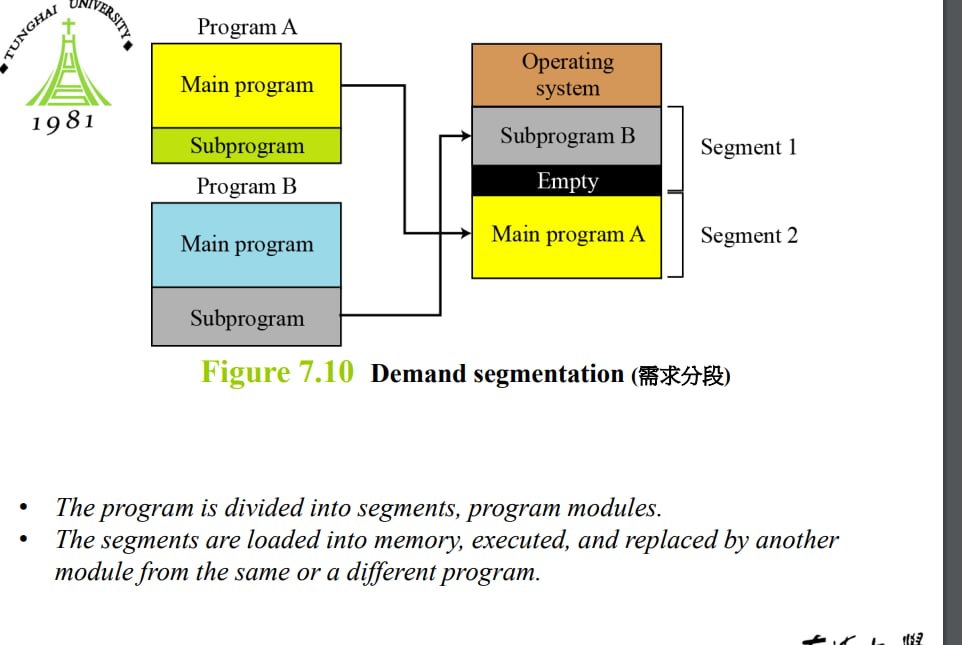 TUNGHAI UNIVERSITY
1981
Program A
Main program
Subprogram
Program B
Main program
Subprogram
Operating
system
Subprogram B
Empty
Main program A
Segment 1
Segment 2
Figure 7.10 Demand segmentation (需求分段)
• The program is divided into segments, program modules.
• The segments are loaded into memory, executed, and replaced by another
module from the same or a different program.